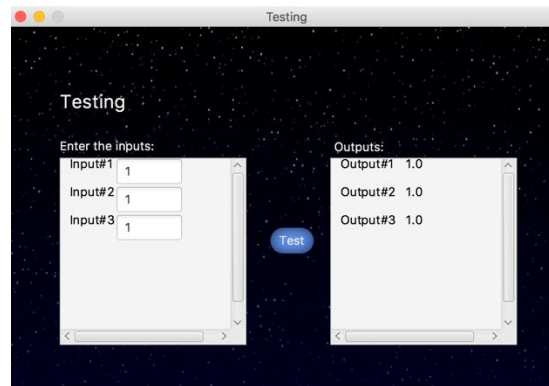 Testing
Testing
Enter the inputs:
Input#1 1
Input#2 1
Input#3 1
Test
Outputs:
Output#1 1.0
Output#2 1.0
Output#3 1.0